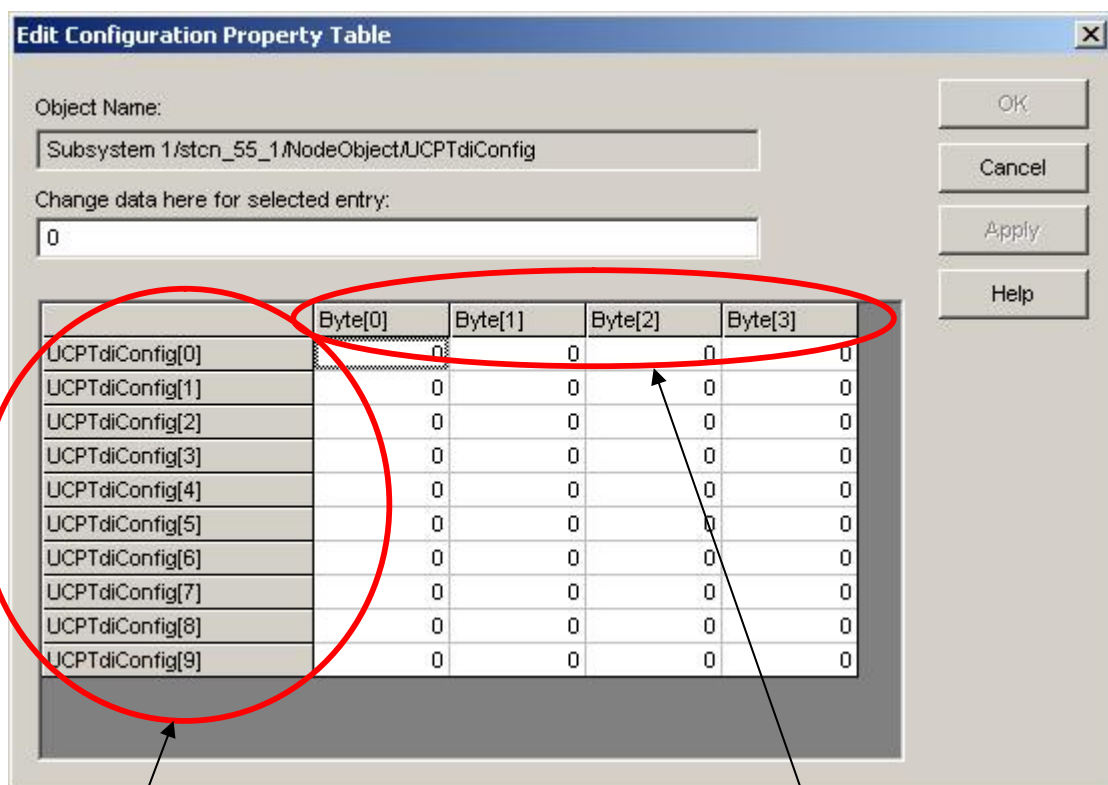 Edit Configuration Property Table
Object Name:
OK
Subsystem 1/stcn_55_1/NodeObject/UCPTdiConfig
Cancel
Change data here for selected entry:
0
Apply
Help
Byte[0] Byte[1] Byte[2] Byte[3]
UCPTdiConfig[0] 0 0 0 0
UCPTdiConfig[1] 0 0 0 0
UCPTdiConfig[2] 0 0 0 0
UCPTdiConfig[3] 0 0 0 0
UCPTdiConfig[4] 0 0 0 0
UCPTdiConfig[5] 0 0 0 0
UCPTdiConfig[6] 0 0 0 0
UCPTdiConfig[7] 0 0 0 0
UCPTdiConfig[8] 0 0 0 0
UCPTdiConfig[9] 0 0 0 0